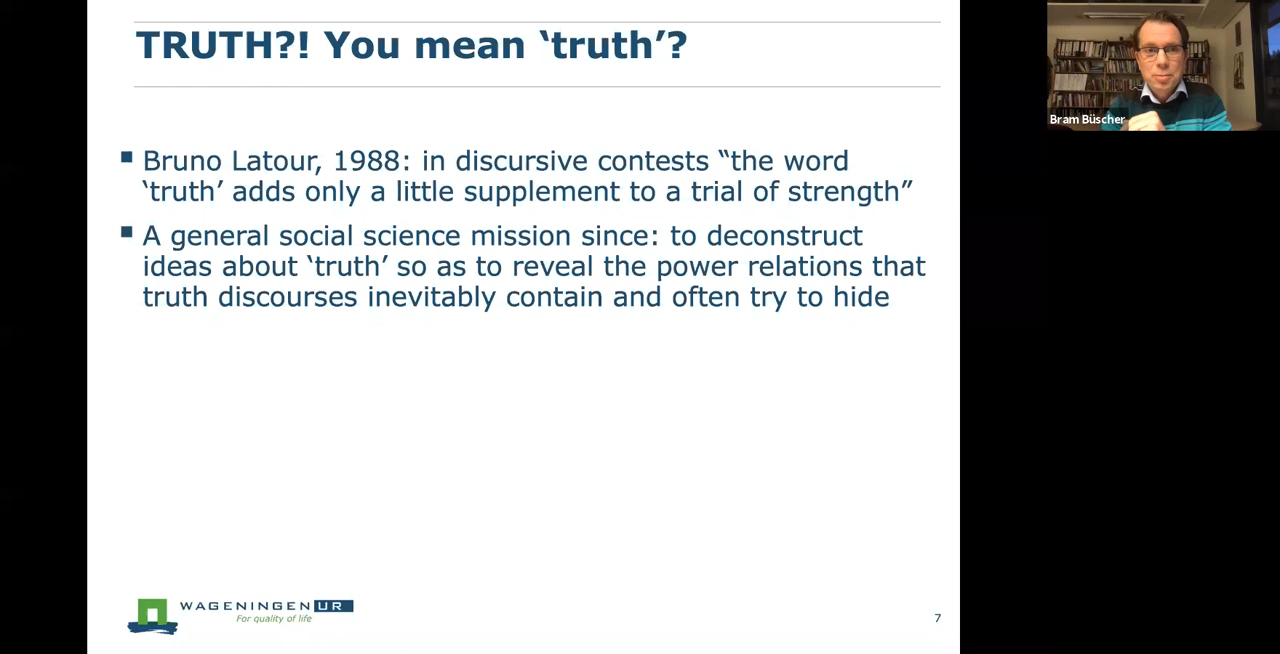 TRUTH?! You mean ‘truth’?
Bram Büscher
▪ Bruno Latour, 1988: in discursive contests “the word
‘truth’ adds only a little supplement to a trial of strength”
▪ A general social science mission since: to deconstruct
ideas about ‘truth’ so as to reveal the power relations that
truth discourses inevitably contain and often try to hide
WAGENINGEN UR
For quality of life
7